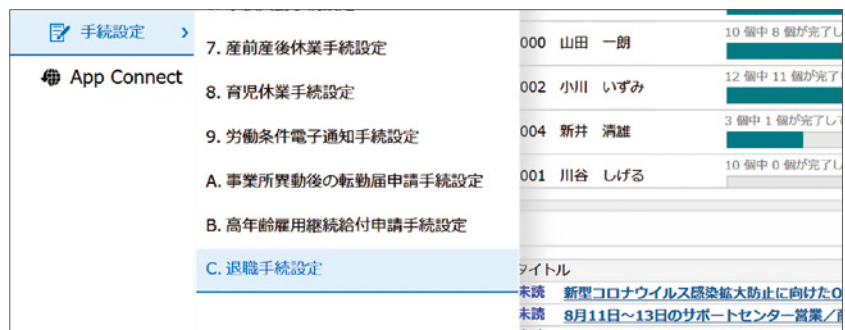 手続設定 >
App Connect
7. 産前産後休業手続設定
8. 育児休業手続設定
9. 労働条件電子通知手続設定
A. 事業所異動後の転勤届申請手続設定
B. 高年齢雇用継続給付申請手続設定
C. 退職手続設定
10 個中 8 個が完了し
000 山田 一朗
12 個中 11 個が完了
002 小川 いずみ
3 個中 1 個が完了して
004 新井 清雄
10 個中 0 個が完了し
001 川谷 しげる
タイトル
未読 新型コロナウイルス感染拡大防止に向けたO
未読 8月11日～13日のサポートセンター営業／